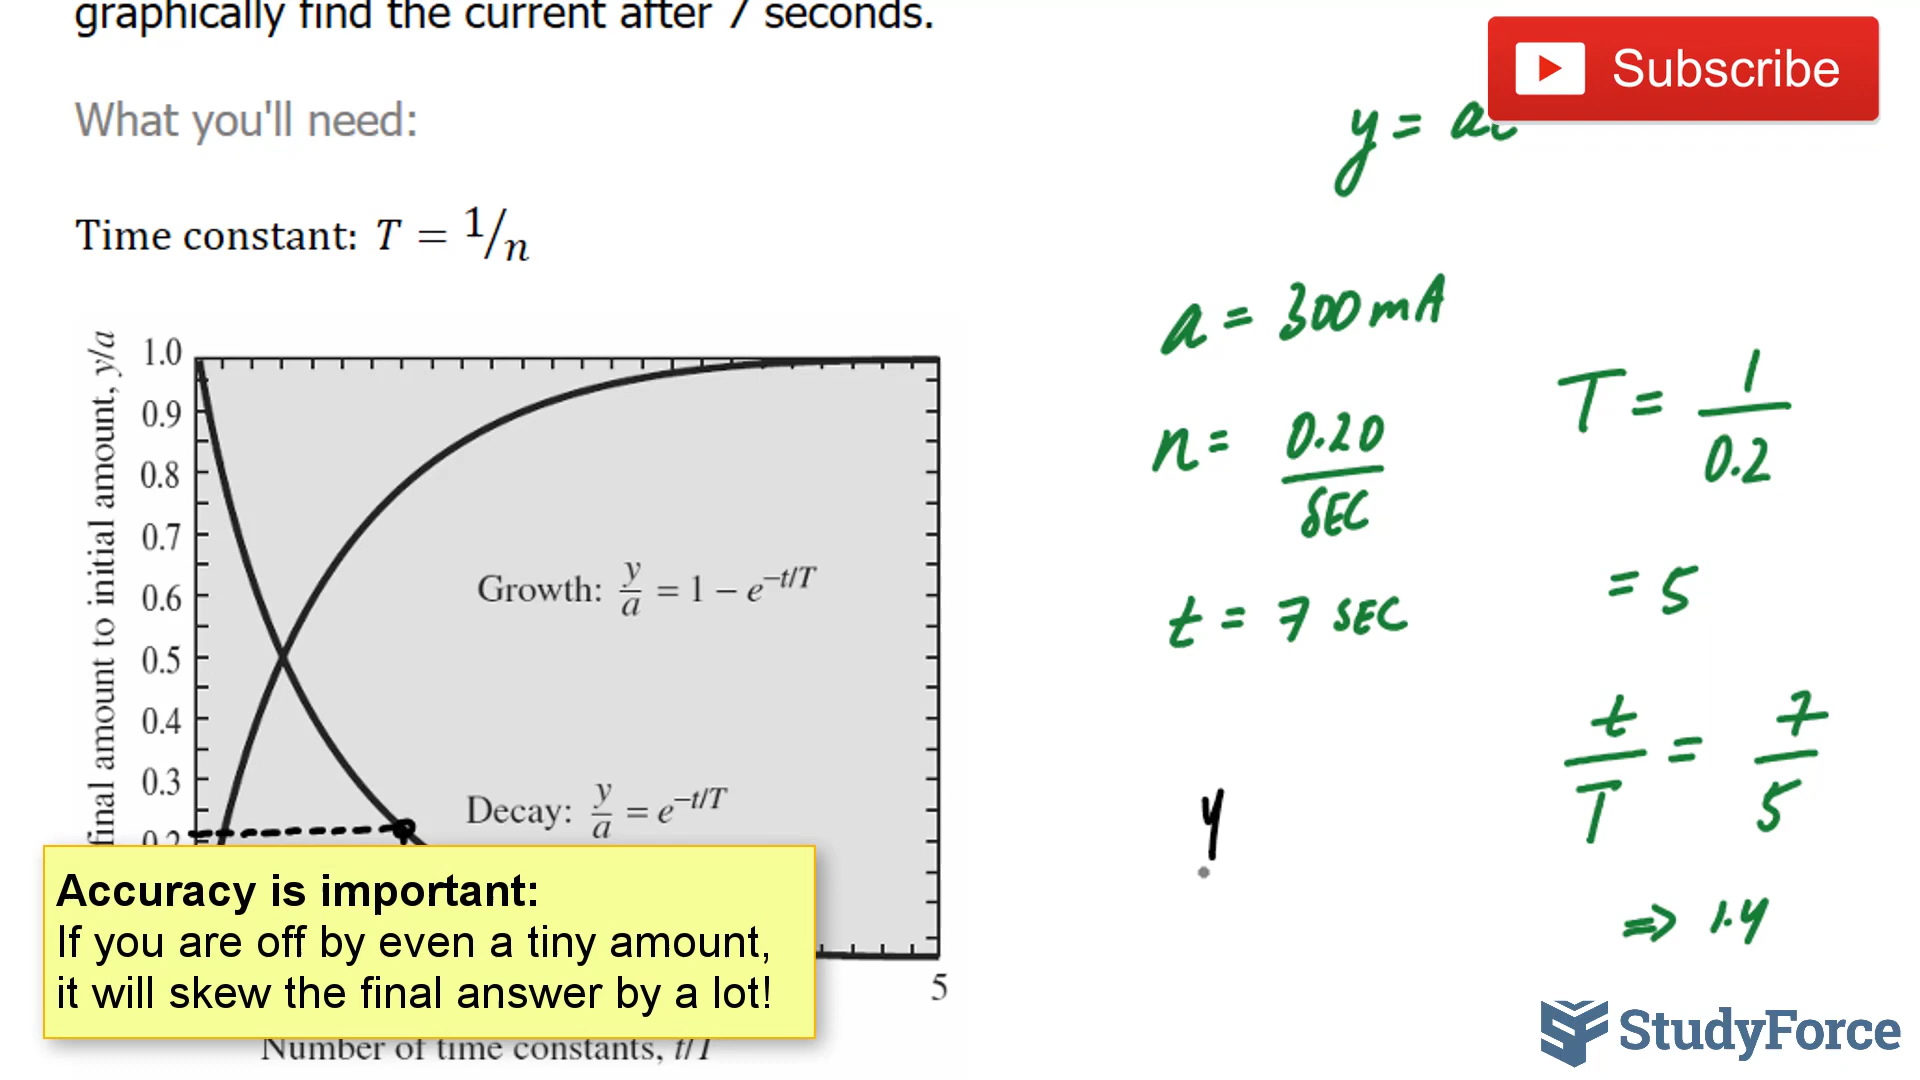 graphically find the current after 7 seconds.
Subscribe
What you'll need:
y =
Time constant: T = 1/n
a = 300 mA
T = 1/0.2
n = 0.20/SEC
= 5
t = 7 SEC
t/T = 7/5
⇒ 1.4
y
final amount to initial amount, y/a
1.0
0.9
0.8
0.7
0.6
0.5
0.4
0.3
0.2
Growth: y/a = 1 − e^−t/T
Decay: y/a = e^−t/T
5
Number of time constants, t/T
Accuracy is important:
If you are off by even a tiny amount,
it will skew the final answer by a lot!
StudyForce